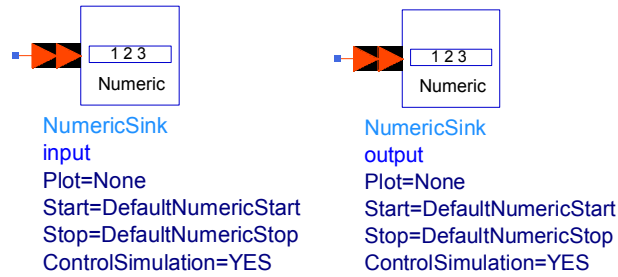 1 2 3
Numeric
NumericSink
input
Plot=None
Start=DefaultNumericStart
Stop=DefaultNumericStop
ControlSimulation=YES
1 2 3
Numeric
NumericSink
output
Plot=None
Start=DefaultNumericStart
Stop=DefaultNumericStop
ControlSimulation=YES